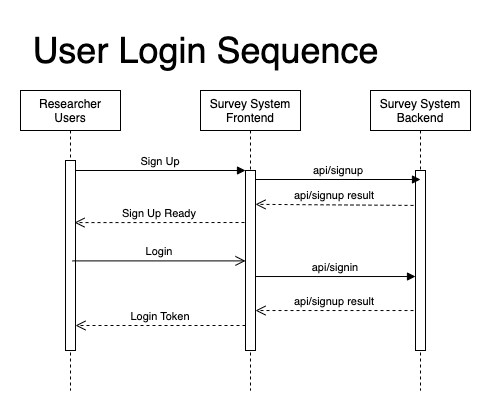 User Login Sequence
Researcher
Users
Survey System
Frontend
Survey System
Backend
Sign Up
api/signup
api/signup result
Sign Up Ready
Login
api/signin
api/signup result
Login Token